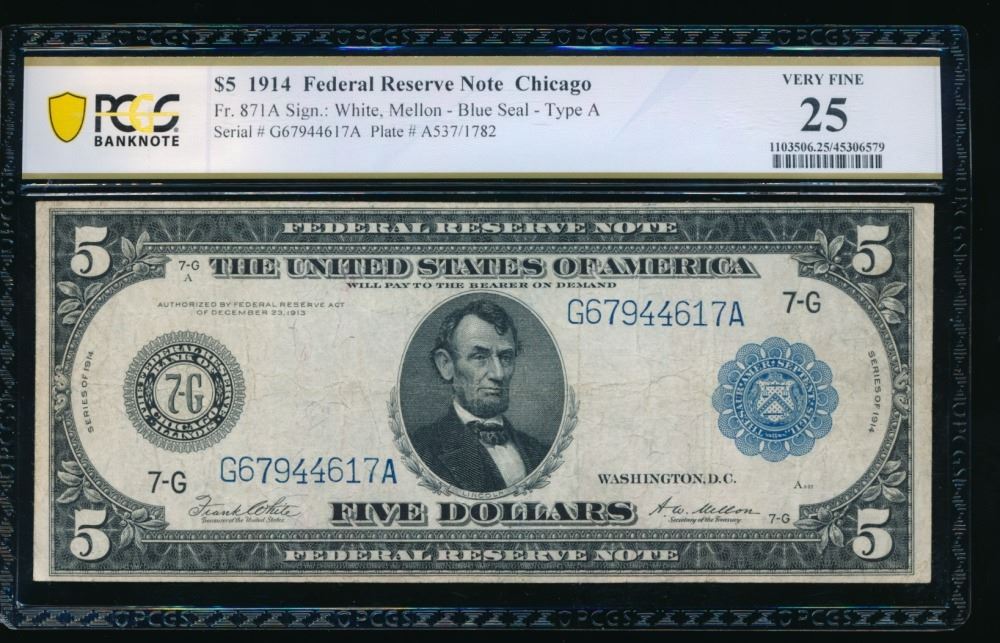 PCGS
BANKNOTE
$5 1914 Federal Reserve Note Chicago
Fr. 871A Sign.: White, Mellon - Blue Seal - Type A
Serial # G67944617A Plate # A537/1782
VERY FINE
25
1103506.25/45306579
FEDERAL RESERVE NOTE
5
5
7-G
A
THE UNITED STATES OF AMERICA
WILL PAY TO THE BEARER ON DEMAND
AUTHORIZED BY FEDERAL RESERVE ACT
OF DECEMBER 23, 1913
G67944617A
7-G
SERIES OF 1914
7-G
SERIES OF 1914
7-G
G67944617A
LINCOLN
WASHINGTON, D.C.
Frank White
Treasurer of the United States.
FIVE DOLLARS
A.W. Mellon
Secretary of the Treasury.
7-G
5
5
FEDERAL RESERVE NOTE